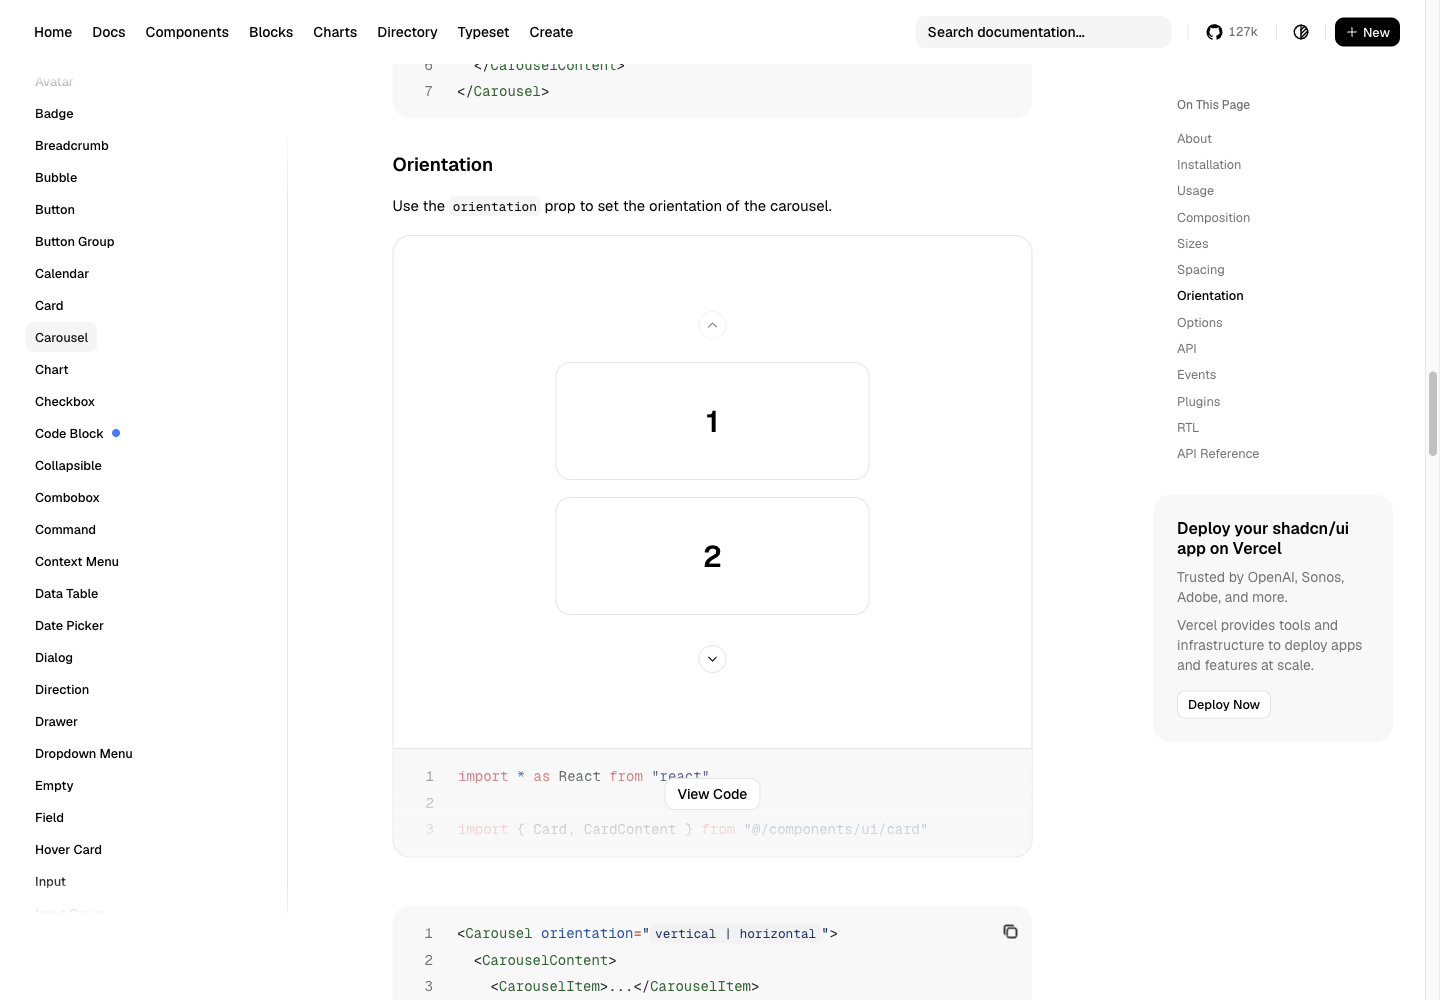 Home Docs Components Blocks Charts Directory Typeset Create
Search documentation...
127k
New
Avatar
Badge
Breadcrumb
Bubble
Button
Button Group
Calendar
Card
Carousel
Chart
Checkbox
Code Block
Collapsible
Combobox
Command
Context Menu
Data Table
Date Picker
Dialog
Direction
Drawer
Dropdown Menu
Empty
Field
Hover Card
Input
Input Group
6 </CarouselContent>
7 </Carousel>
Orientation
Use the orientation prop to set the orientation of the carousel.
1
2
1 import * as React from "react"
2
3 import { Card, CardContent } from "@/components/ui/card"
View Code
1 <Carousel orientation="vertical | horizontal">
2 <CarouselContent>
3 <CarouselItem>...</CarouselItem>
On This Page
About
Installation
Usage
Composition
Sizes
Spacing
Orientation
Options
API
Events
Plugins
RTL
API Reference
Deploy your shadcn/ui
app on Vercel
Trusted by OpenAI, Sonos,
Adobe, and more.
Vercel provides tools and
infrastructure to deploy apps
and features at scale.
Deploy Now